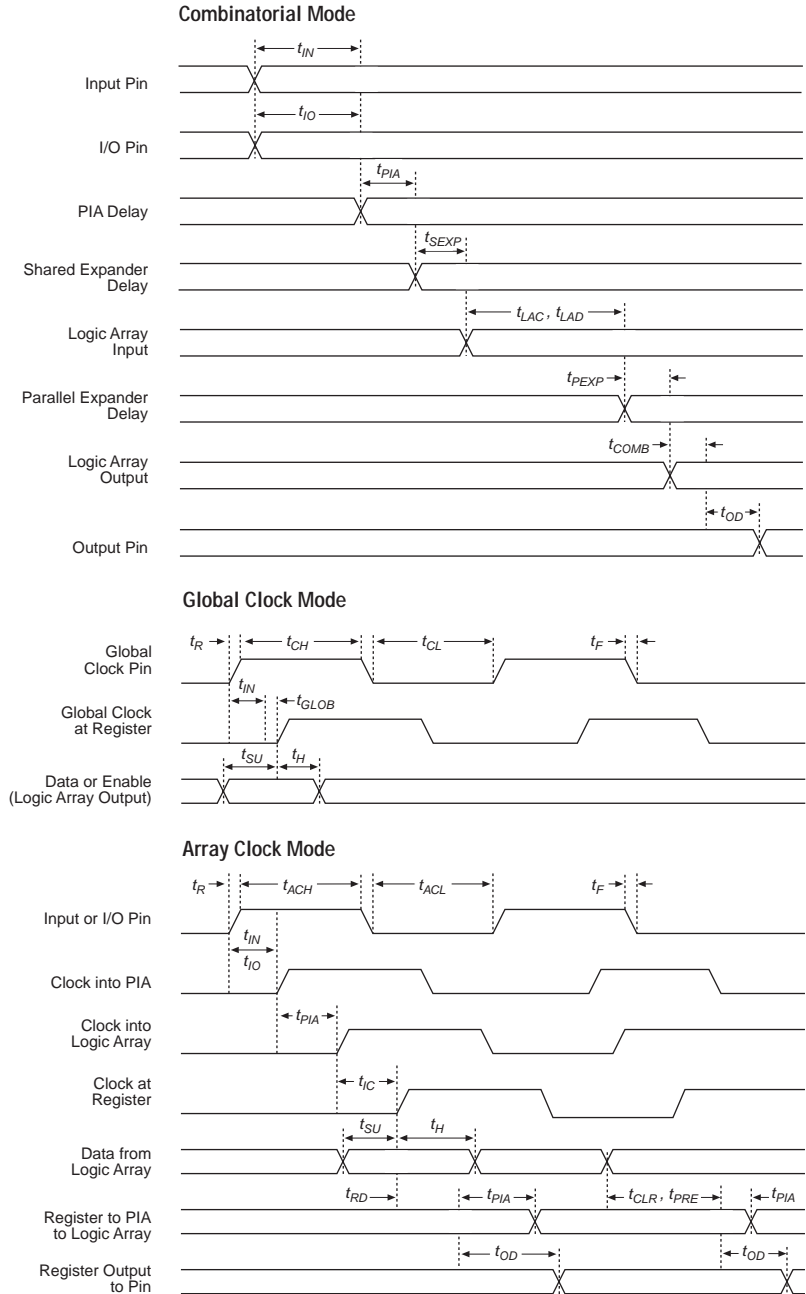 Combinatorial Mode
tIN
Input Pin
tIO
I/O Pin
tPIA
PIA Delay
tSEXP
Shared Expander
Delay
tLAC , tLAD
Logic Array
Input
tPEXP
Parallel Expander
Delay
tCOMB
Logic Array
Output
tOD
Output Pin
Global Clock Mode
tR
tCH
tCL
tF
Global
Clock Pin
tIN
tGLOB
Global Clock
at Register
tSU
tH
Data or Enable
(Logic Array Output)
Array Clock Mode
tR
tACH
tACL
tF
Input or I/O Pin
tIN
tIO
Clock into PIA
tPIA
Clock into
Logic Array
tIC
Clock at
Register
tSU
tH
Data from
Logic Array
tRD
tPIA
tCLR , tPRE
tPIA
Register to PIA
to Logic Array
tOD
tOD
Register Output
to Pin